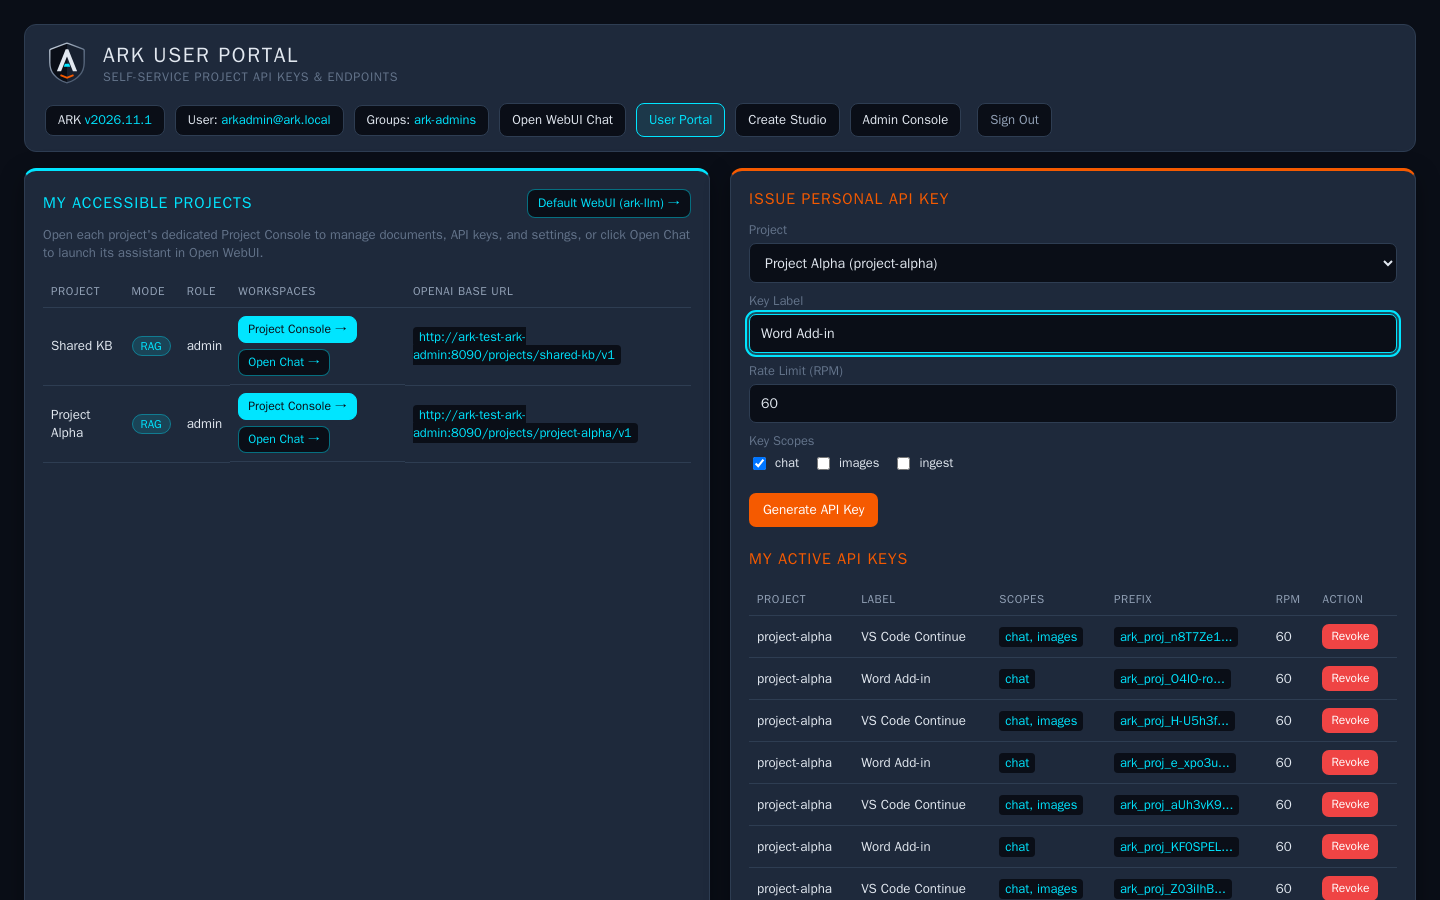 ARK USER PORTAL
SELF-SERVICE PROJECT API KEYS & ENDPOINTS
ARK v2026.11.1
User: arkadmin@ark.local
Groups: ark-admins
Open WebUI Chat
User Portal
Create Studio
Admin Console
Sign Out
MY ACCESSIBLE PROJECTS
Default WebUI (ark-llm) →
Open each project's dedicated Project Console to manage documents, API keys, and settings, or click Open Chat
to launch its assistant in Open WebUI.
PROJECT MODE ROLE WORKSPACES OPENAI BASE URL
Shared KB RAG admin
Project Console →
Open Chat →
http://ark-test-ark-
admin:8090/projects/shared-kb/v1
Project
Alpha
RAG admin
Project Console →
Open Chat →
http://ark-test-ark-
admin:8090/projects/project-alpha/v1
ISSUE PERSONAL API KEY
Project
Project Alpha (project-alpha)
Key Label
Word Add-in
Rate Limit (RPM)
60
Key Scopes
chat images ingest
Generate API Key
MY ACTIVE API KEYS
PROJECT LABEL SCOPES PREFIX RPM ACTION
project-alpha VS Code Continue chat, images ark_proj_n8T7Ze1... 60 Revoke
project-alpha Word Add-in chat ark_proj_O4IO-ro... 60 Revoke
project-alpha VS Code Continue chat, images ark_proj_H-U5h3f... 60 Revoke
project-alpha Word Add-in chat ark_proj_e_xpo3u... 60 Revoke
project-alpha VS Code Continue chat, images ark_proj_aUh3vK9... 60 Revoke
project-alpha Word Add-in chat ark_proj_KF0SPEL... 60 Revoke
project-alpha VS Code Continue chat, images ark_proj_Z03iIhB... 60 Revoke